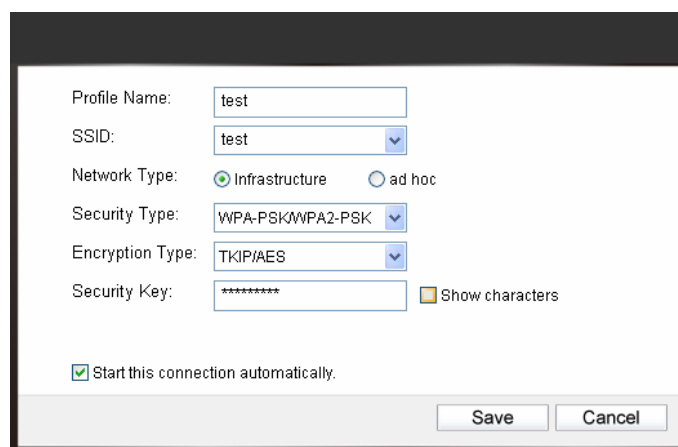 Profile Name: test
SSID: test
Network Type: Infrastructure ad hoc
Security Type: WPA-PSK/WPA2-PSK
Encryption Type: TKIP/AES
Security Key: ********* Show characters
Start this connection automatically.
Save Cancel